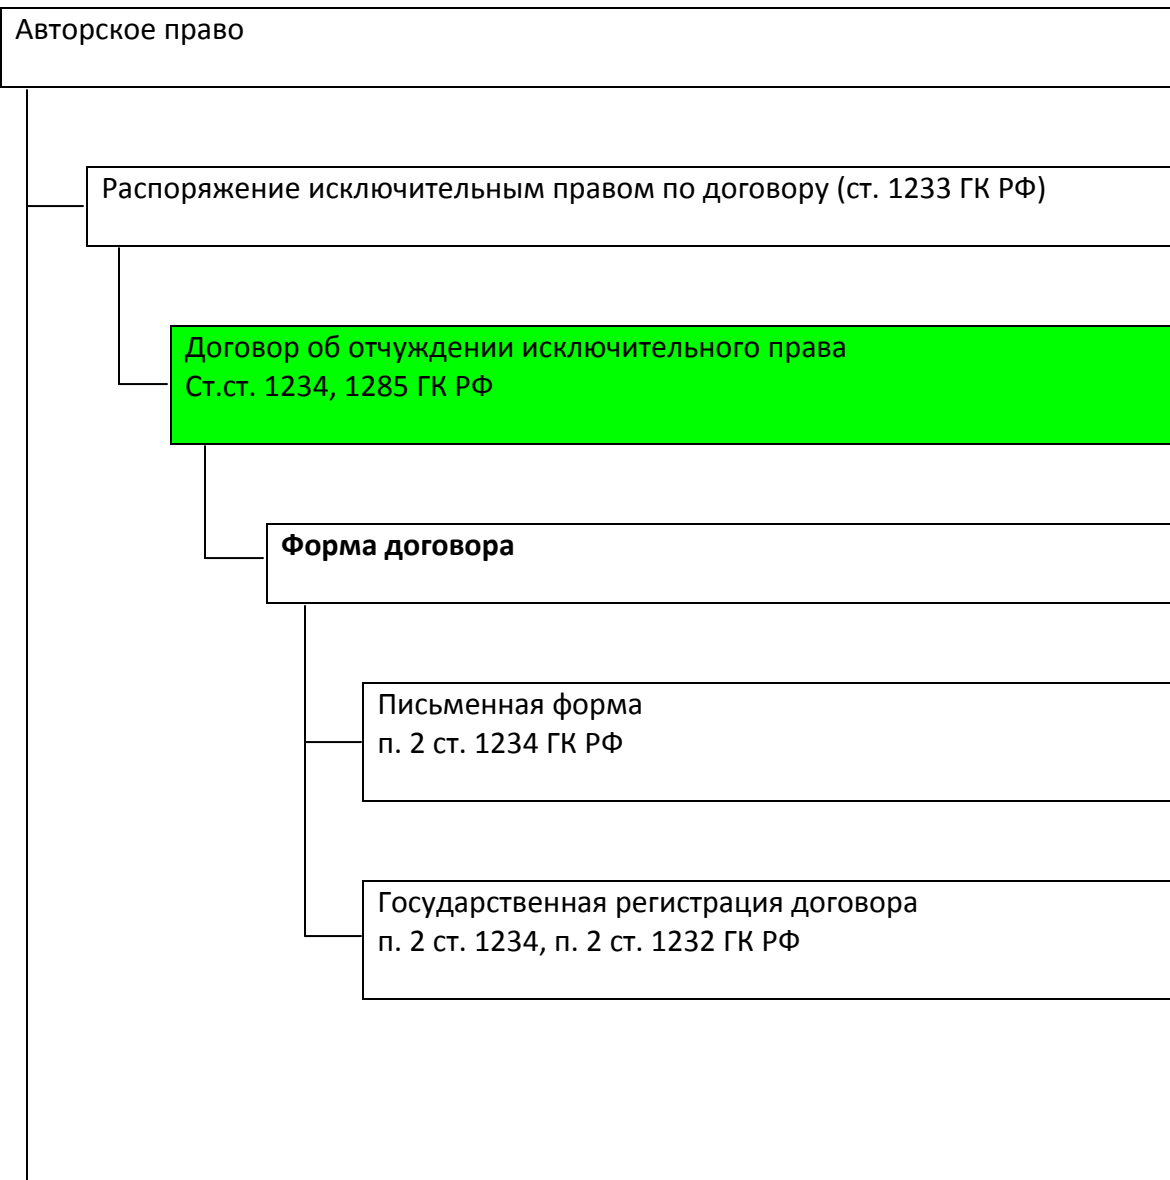 Авторское право
Распоряжение исключительным правом по договору (ст. 1233 ГК РФ)
Договор об отчуждении исключительного права
Ст.ст. 1234, 1285 ГК РФ
Форма договора
Письменная форма
п. 2 ст. 1234 ГК РФ
Государственная регистрация договора
п. 2 ст. 1234, п. 2 ст. 1232 ГК РФ